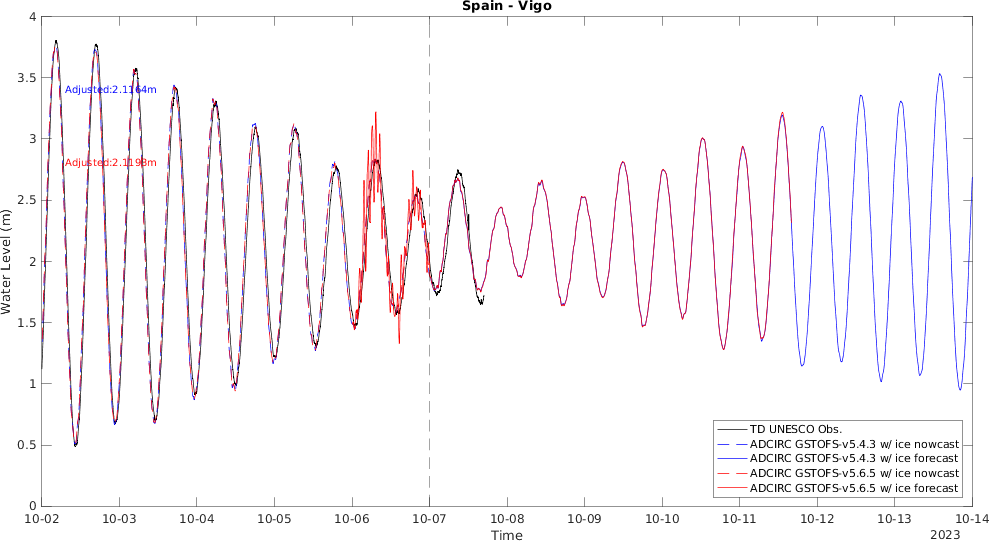 Spain - Vigo
4
3.5
3
2.5
2
1.5
1
0.5
0
Water Level (m)
Adjusted:2.1164m
Adjusted:2.1193m
10-02 10-03 10-04 10-05 10-06 10-07 10-08 10-09 10-10 10-11 10-12 10-13 10-14
Time
2023
TD UNESCO Obs.
ADCIRC GSTOFS-v5.4.3 w/ ice nowcast
ADCIRC GSTOFS-v5.4.3 w/ ice forecast
ADCIRC GSTOFS-v5.6.5 w/ ice nowcast
ADCIRC GSTOFS-v5.6.5 w/ ice forecast